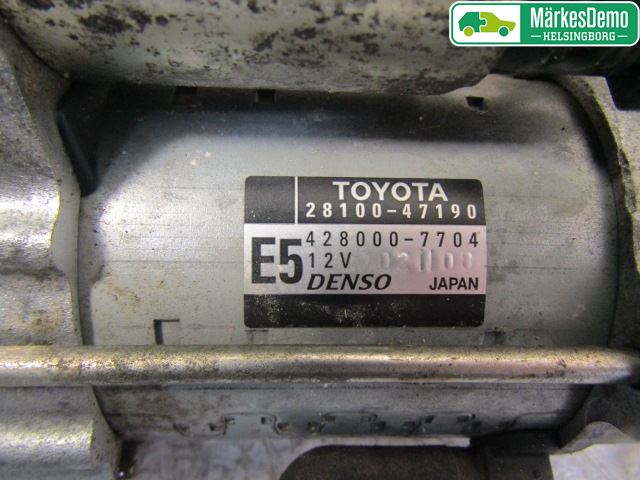 MärkesDemo
HELSINGBORG
TOYOTA
28100-47190
428000-7704
E5
12V
DENSO
JAPAN